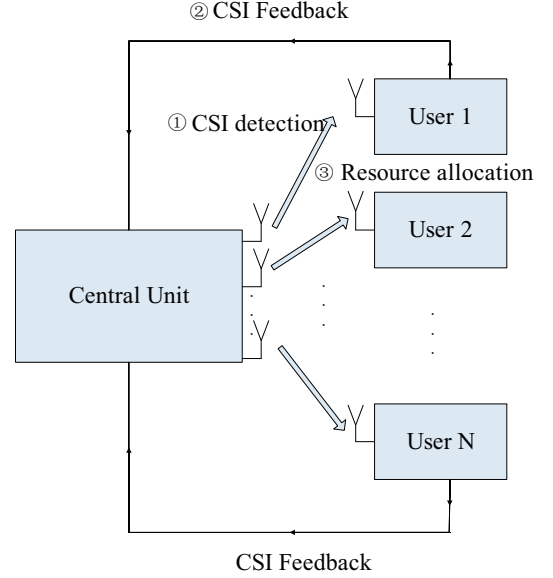 ② CSI Feedback
User 1
① CSI detection
③ Resource allocation
User 2
Central Unit
User N
CSI Feedback